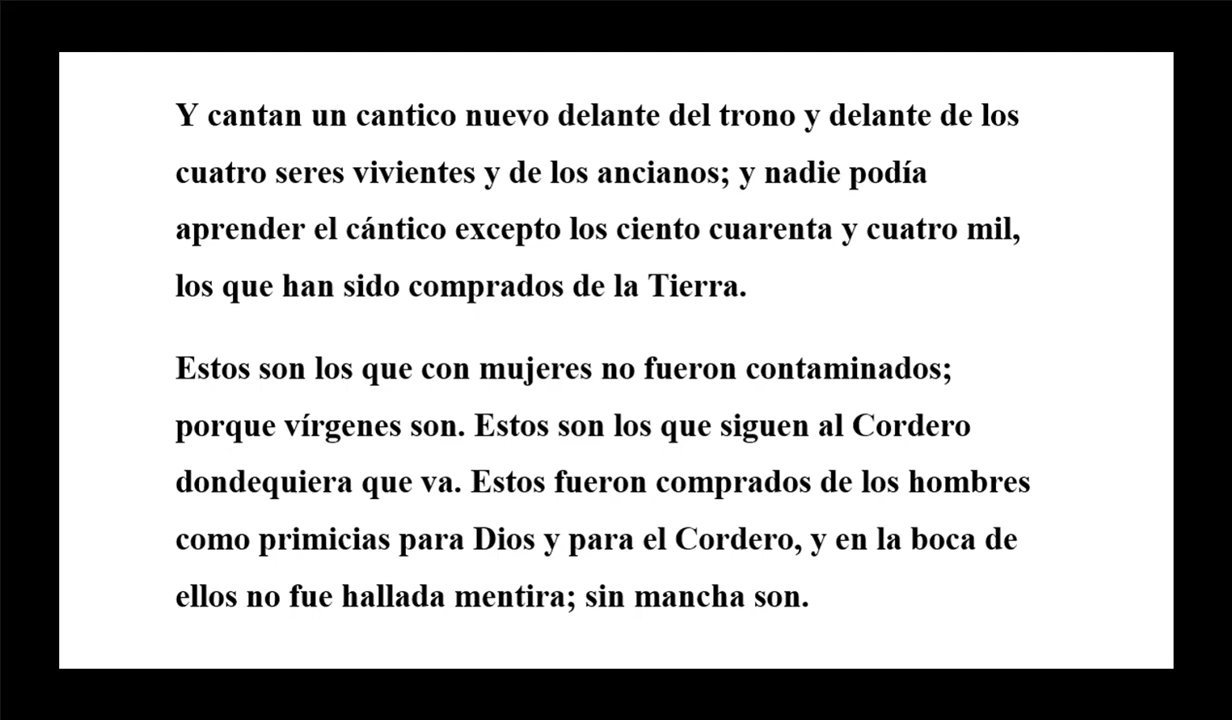 Y cantan un cantico nuevo delante del trono y delante de los
cuatro seres vivientes y de los ancianos; y nadie podía
aprender el cántico excepto los ciento cuarenta y cuatro mil,
los que han sido comprados de la Tierra.
Estos son los que con mujeres no fueron contaminados;
porque vírgenes son. Estos son los que siguen al Cordero
dondequiera que va. Estos fueron comprados de los hombres
como primicias para Dios y para el Cordero, y en la boca de
ellos no fue hallada mentira; sin mancha son.